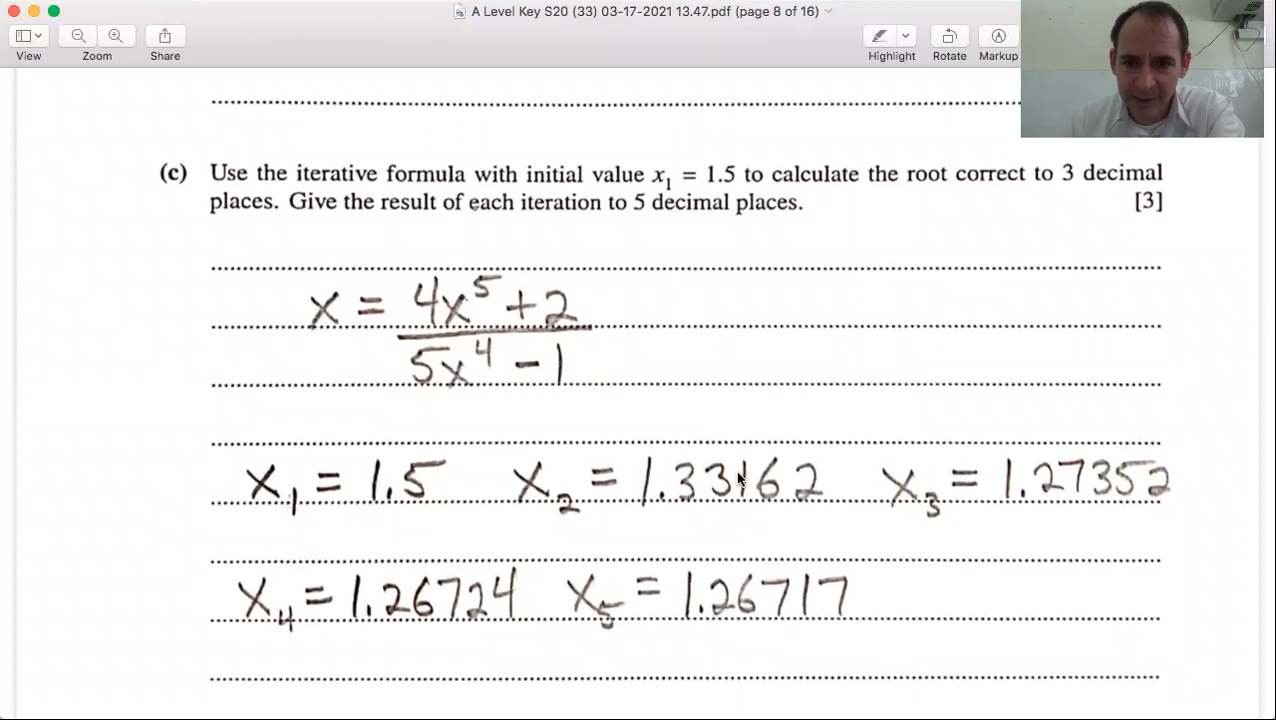 A Level Key S20 (33) 03-17-2021 13.47.pdf (page 8 of 16)
View Zoom Share Highlight Rotate Markup
(c) Use the iterative formula with initial value x₁ = 1.5 to calculate the root correct to 3 decimal
places. Give the result of each iteration to 5 decimal places. [3]
x = 4x⁵ + 2
5x⁴ - 1
x₁ = 1.5 x₂ = 1.33162 x₃ = 1.27352
x₄ = 1.26724 x₅ = 1.26717